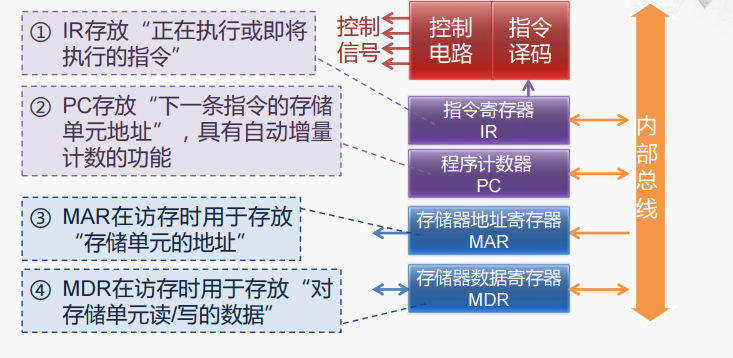 ① IR存放“正在执行或即将
执行的指令”
② PC存放“下一条指令的存储
单元地址”，具有自动增量
计数的功能
③ MAR在访存时用于存放
“存储单元的地址”
④ MDR在访存时用于存放“对
存储单元读/写的数据”
控制
信号
控制
电路
指令
译码
指令寄存器
IR
程序计数器
PC
存储器地址寄存器
MAR
存储器数据寄存器
MDR
内
部
总
线